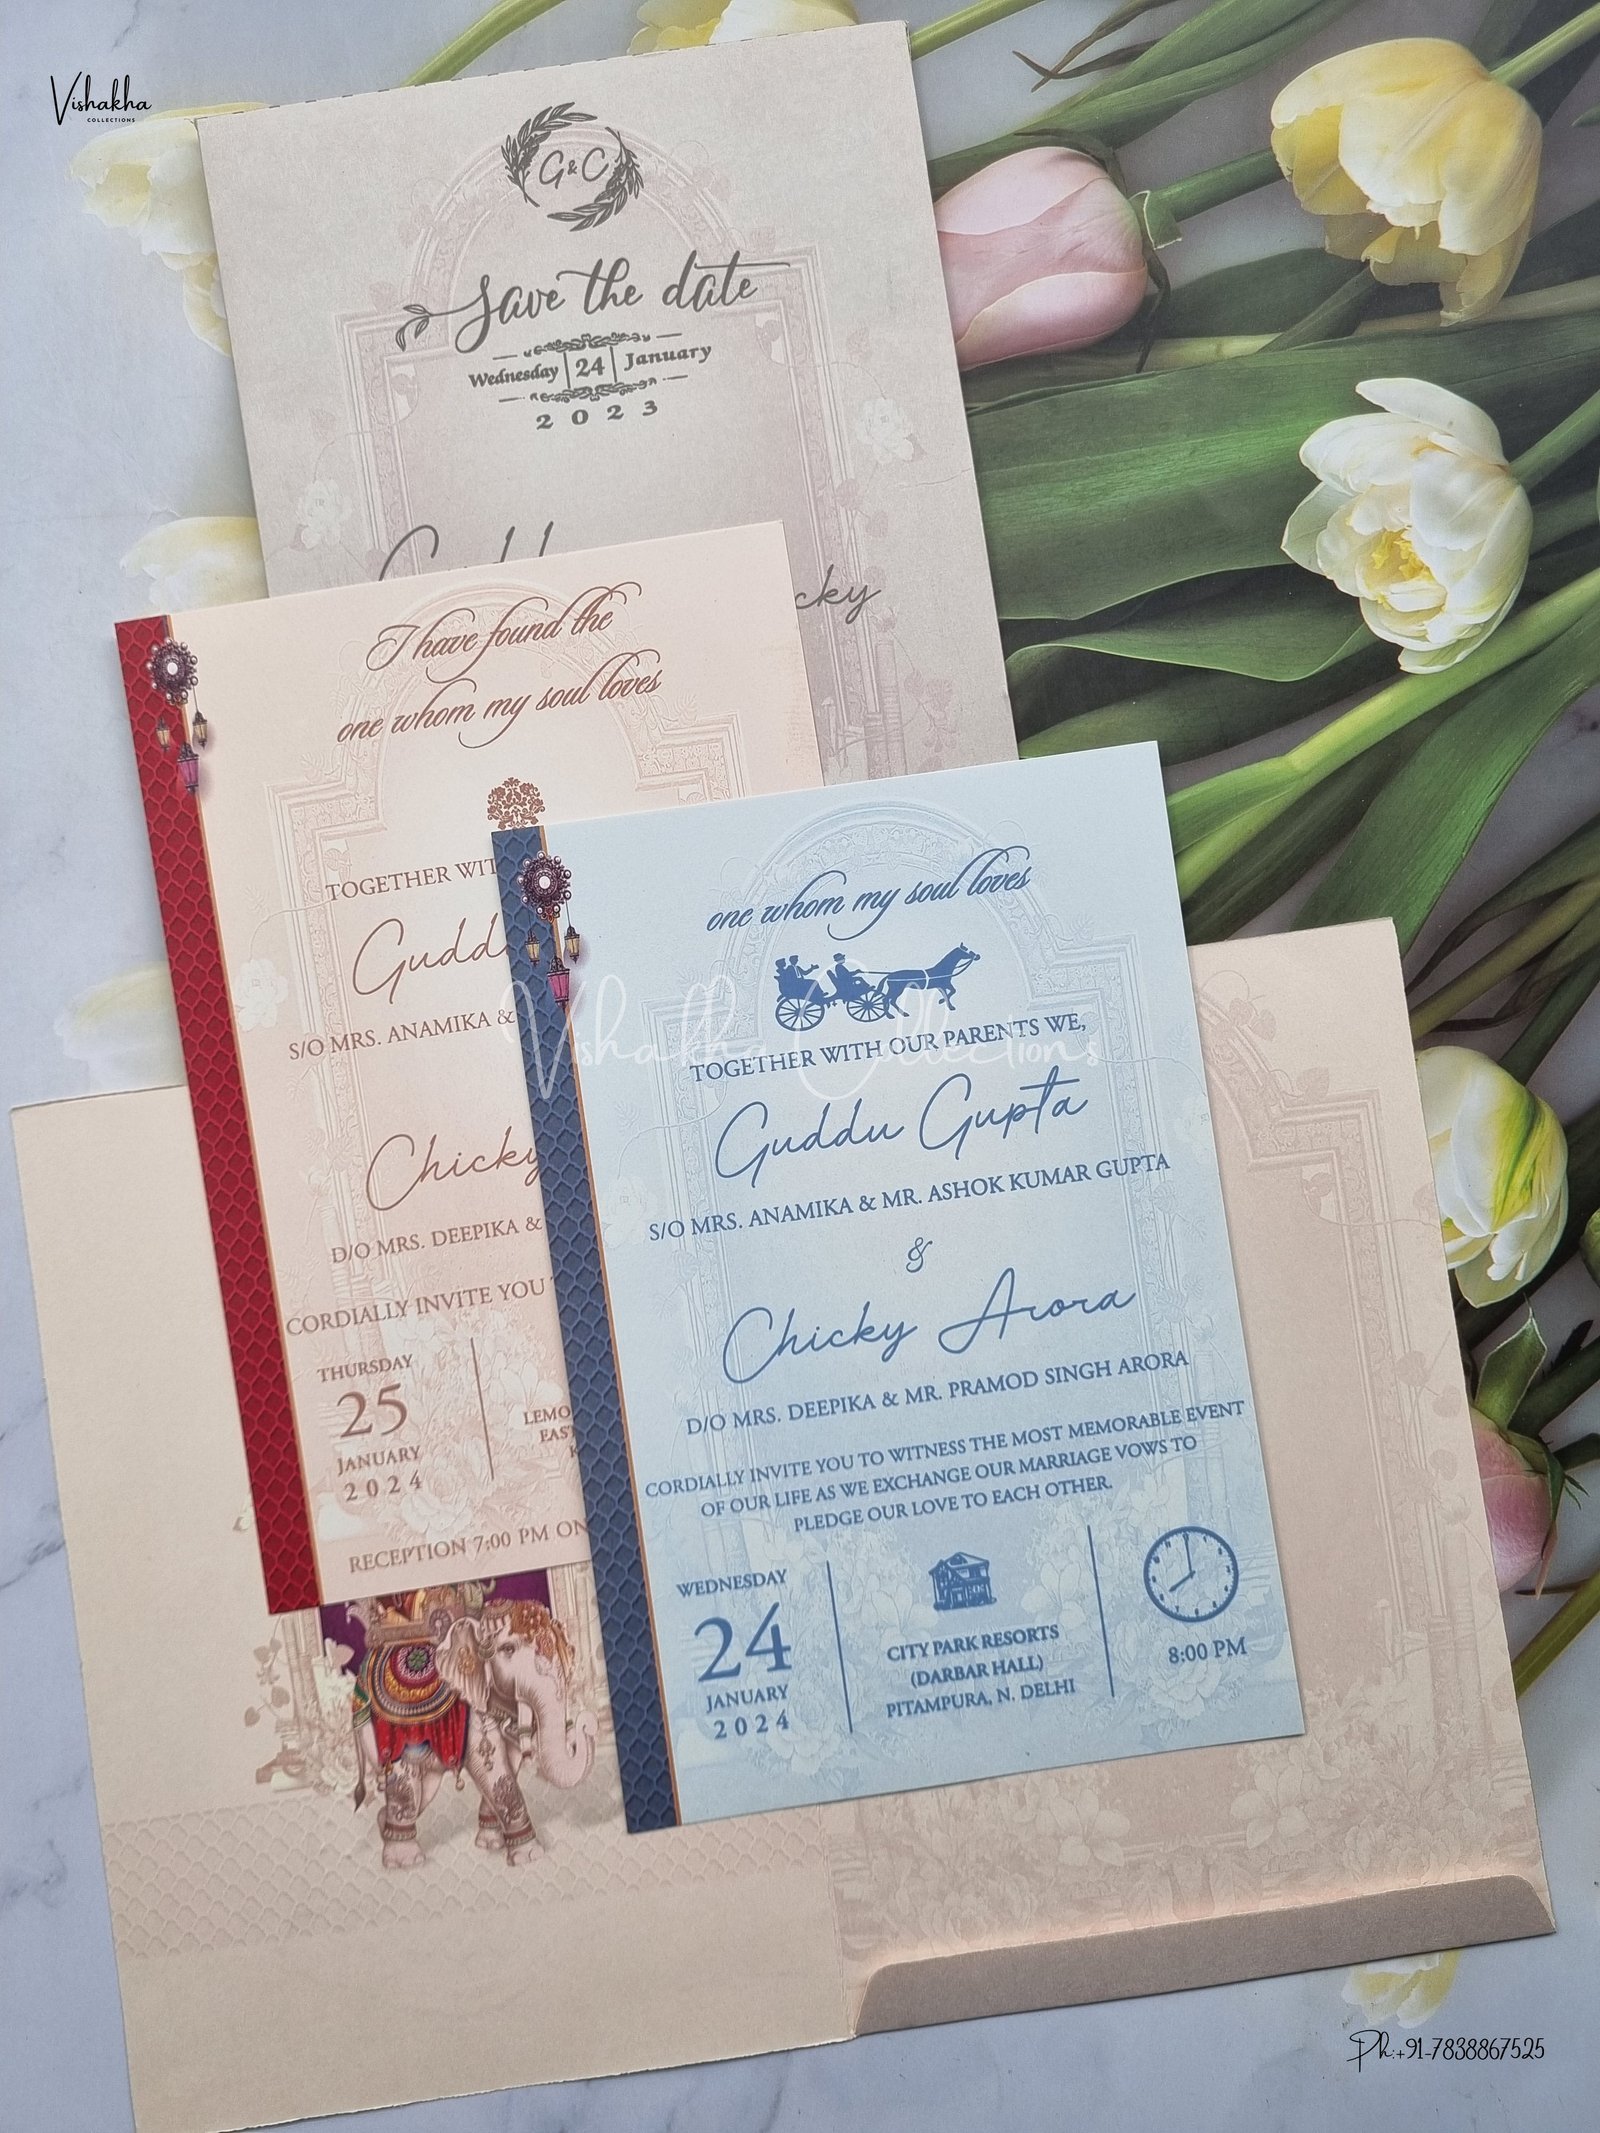 Vishakha
COLLECTIONS
G&C
Save the date
Wednesday 24 January
2023
I have found the
one whom my soul loves
TOGETHER
S/O MRS. ANAMIKA &
D/O MRS. DEEPIKA &
CORDIALLY INVITE YOU
THURSDAY
25
JANUARY
2024
RECEPTION 7:00 PM
one whom my soul loves
TOGETHER WITH OUR PARENTS WE,
Guddu Gupta
S/O MRS. ANAMIKA & MR. ASHOK KUMAR GUPTA
&
Chicky Arora
D/O MRS. DEEPIKA & MR. PRAMOD SINGH ARORA
CORDIALLY INVITE YOU TO WITNESS THE MOST MEMORABLE EVENT
OF OUR LIFE AS WE EXCHANGE OUR MARRIAGE VOWS TO
PLEDGE OUR LOVE TO EACH OTHER.
WEDNESDAY
24
JANUARY
2024
CITY PARK RESORTS
(DARBAR HALL)
PITAMPURA, N. DELHI
8:00 PM
Vishakha Collections
Ph:+91-7838867525